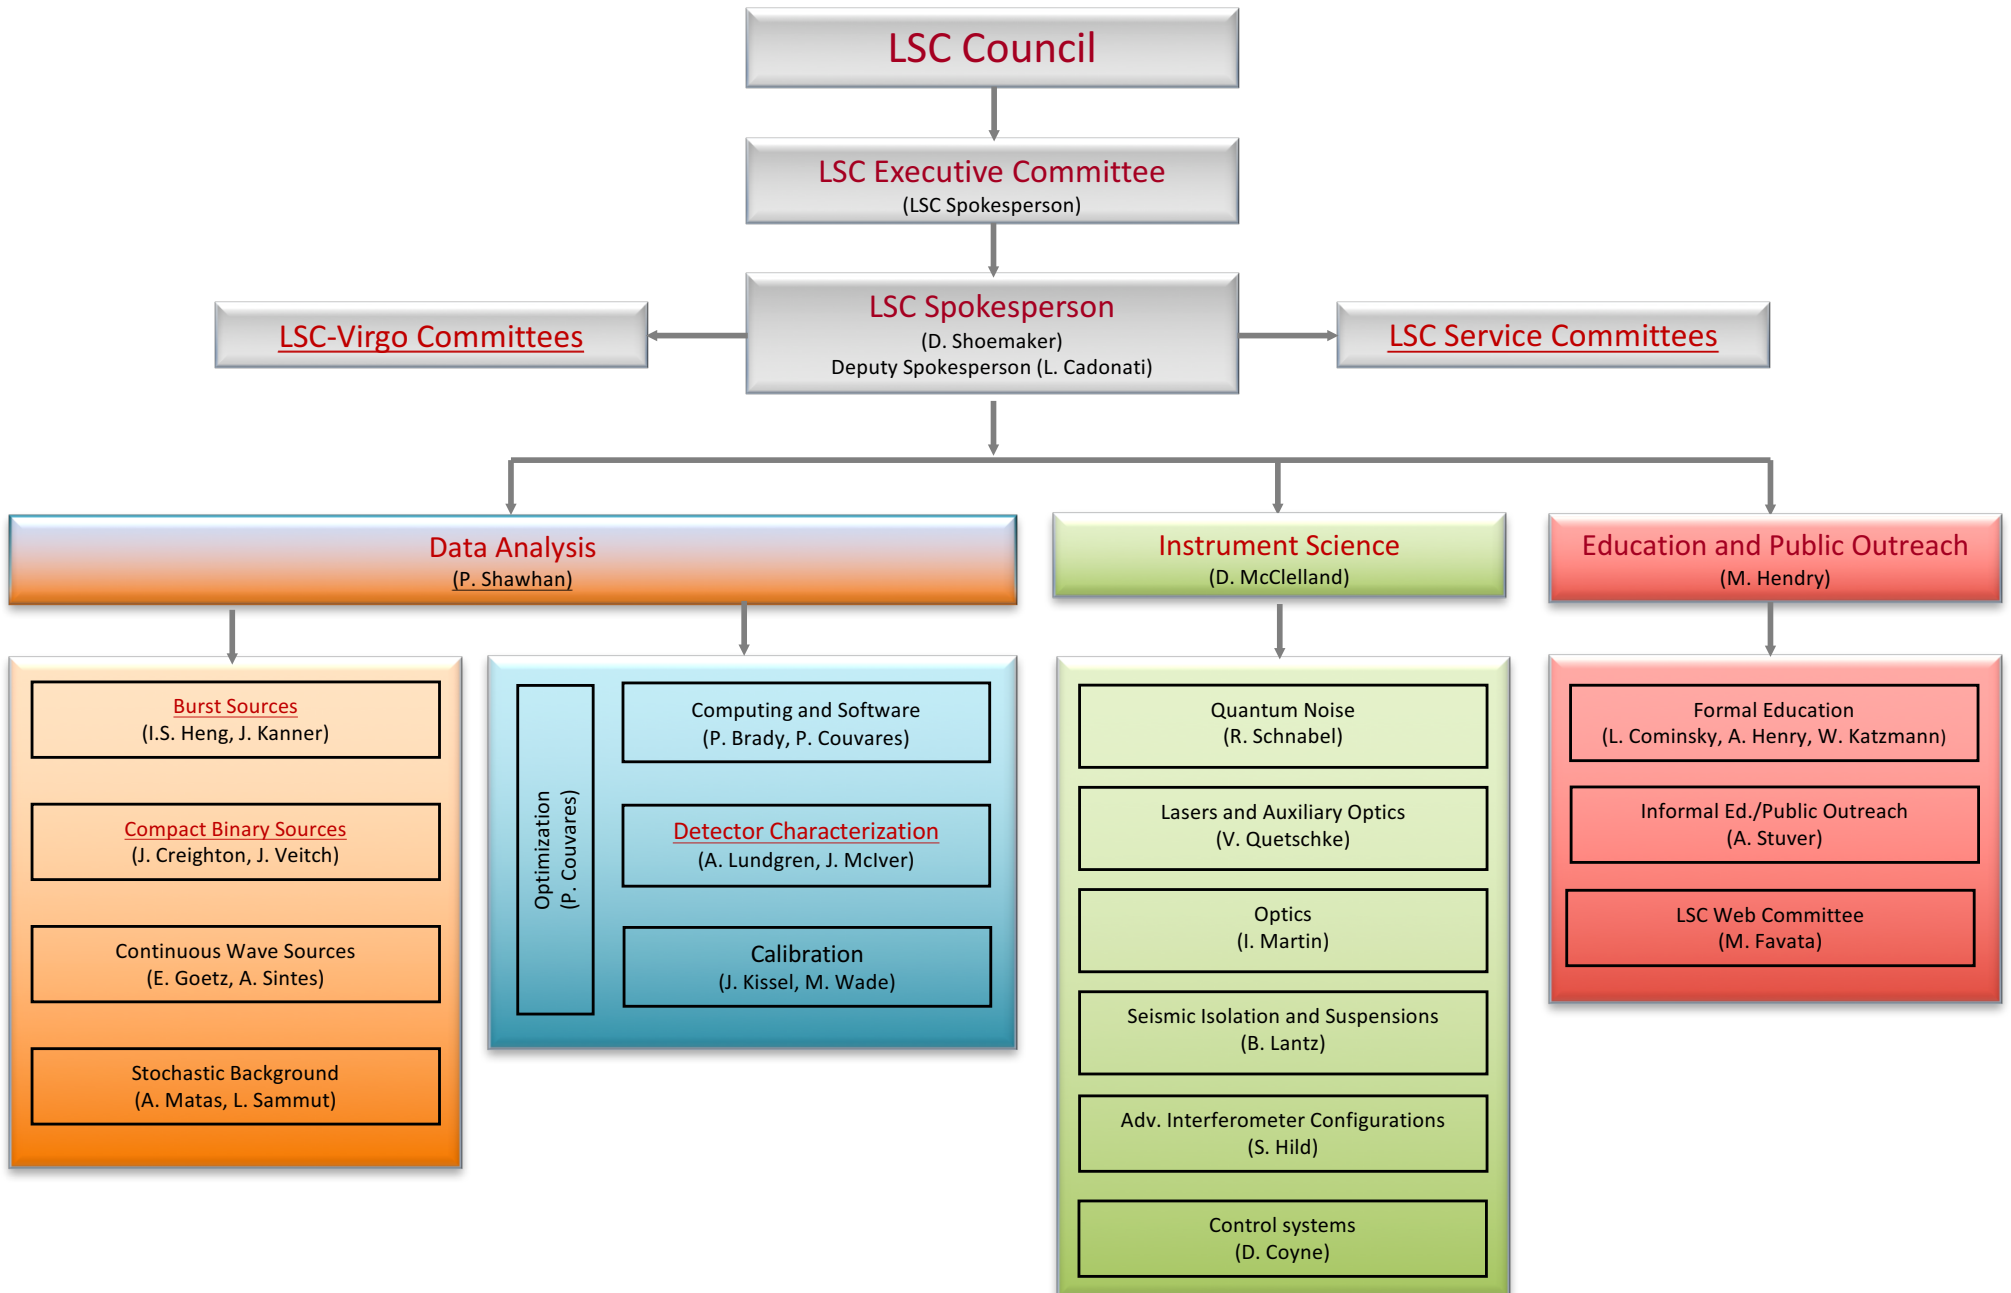 LSC Council
LSC Executive Committee
(LSC Spokesperson)
LSC Spokesperson
(D. Shoemaker)
Deputy Spokesperson (L. Cadonati)
LSC-Virgo Committees
LSC Service Committees
Data Analysis
(P. Shawhan)
Instrument Science
(D. McClelland)
Education and Public Outreach
(M. Hendry)
Burst Sources
(I.S. Heng, J. Kanner)
Compact Binary Sources
(J. Creighton, J. Veitch)
Continuous Wave Sources
(E. Goetz, A. Sintes)
Stochastic Background
(A. Matas, L. Sammut)
Optimization
(P. Couvares)
Computing and Software
(P. Brady, P. Couvares)
Detector Characterization
(A. Lundgren, J. McIver)
Calibration
(J. Kissel, M. Wade)
Quantum Noise
(R. Schnabel)
Lasers and Auxiliary Optics
(V. Quetschke)
Optics
(I. Martin)
Seismic Isolation and Suspensions
(B. Lantz)
Adv. Interferometer Configurations
(S. Hild)
Control systems
(D. Coyne)
Formal Education
(L. Cominsky, A. Henry, W. Katzmann)
Informal Ed./Public Outreach
(A. Stuver)
LSC Web Committee
(M. Favata)